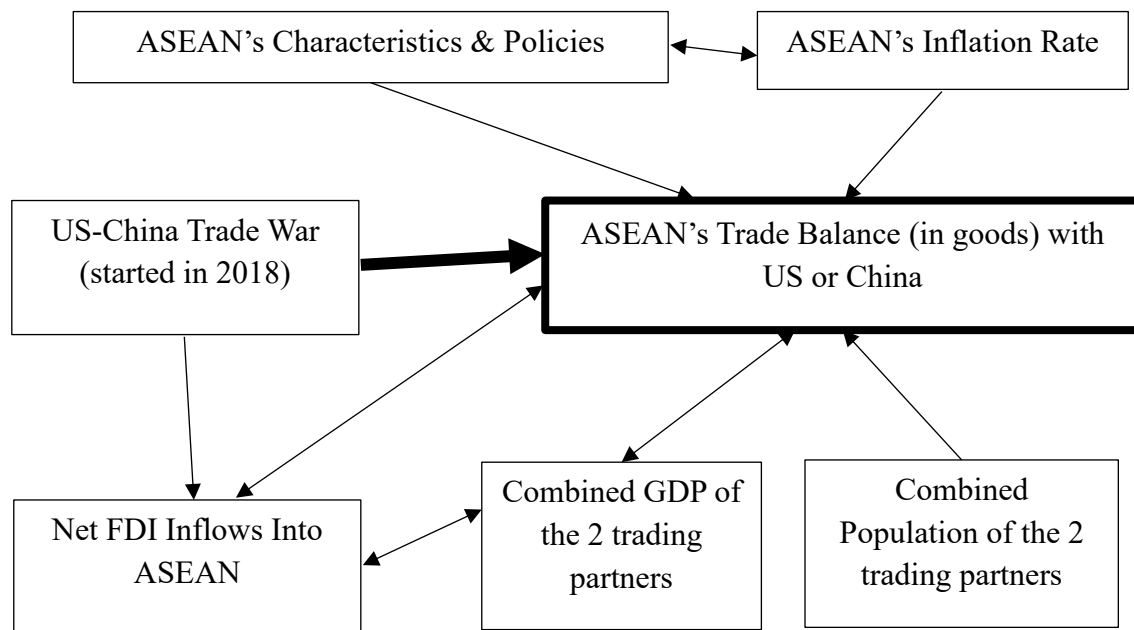 ASEAN’s Characteristics & Policies
ASEAN’s Inflation Rate
US-China Trade War
(started in 2018)
ASEAN’s Trade Balance (in goods) with
US or China
Net FDI Inflows Into
ASEAN
Combined GDP of
the 2 trading
partners
Combined
Population of the 2
trading partners